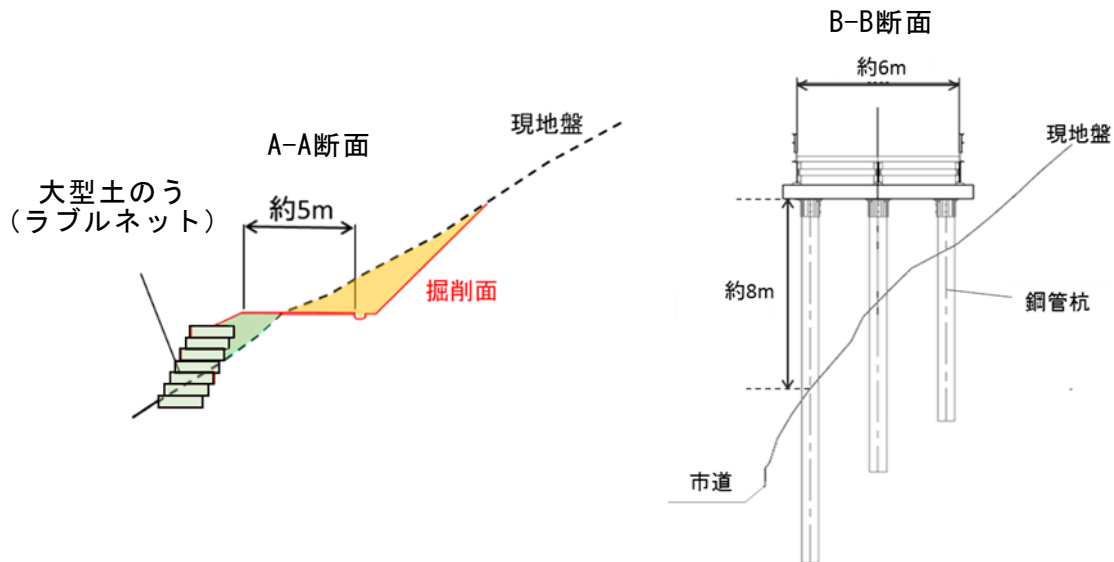 A-A断面
現地盤
大型土のう
(ラブルネット)
約5m
掘削面
B-B断面
約6m
現地盤
約8m
鋼管杭
市道